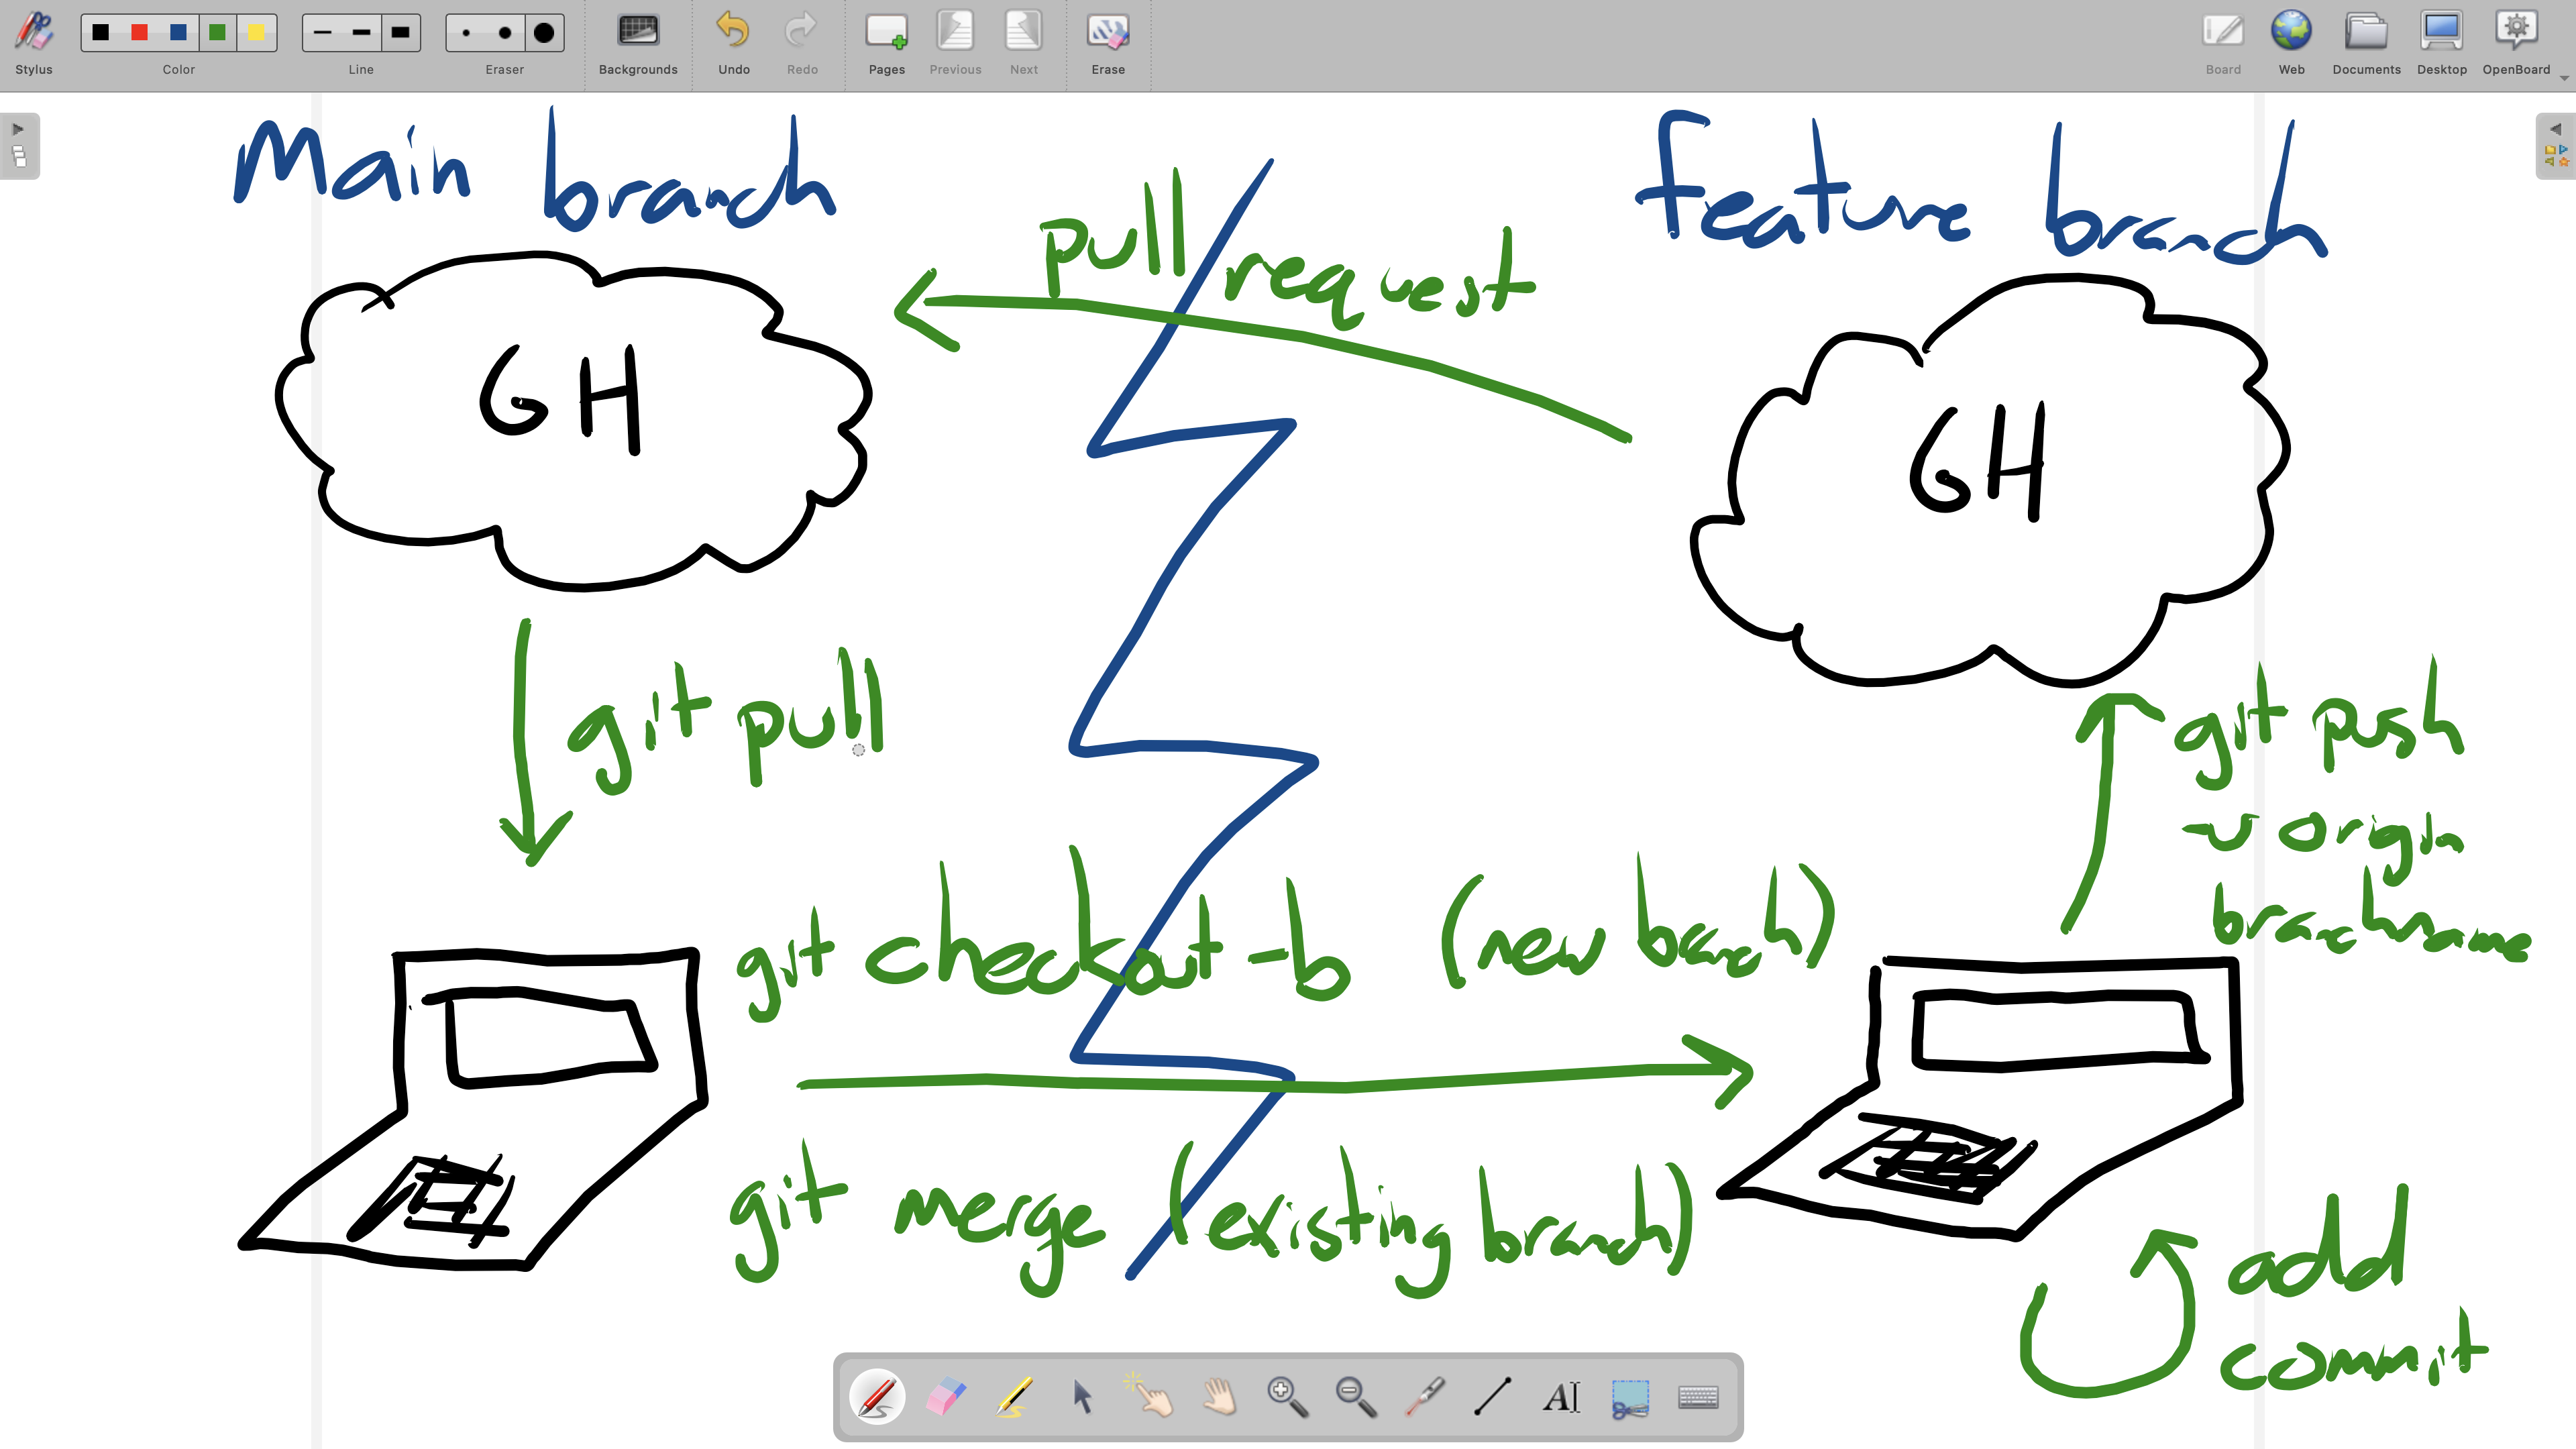 Stylus
Color
Line
Eraser
Backgrounds
Undo
Redo
Pages
Previous
Next
Erase
Board
Web
Documents
Desktop
OpenBoard
Main branch
feature branch
pull request
GH
GH
git pull
git push
-u origin
branchname
git checkout -b (new branch)
git merge (existing branch)
add
commit